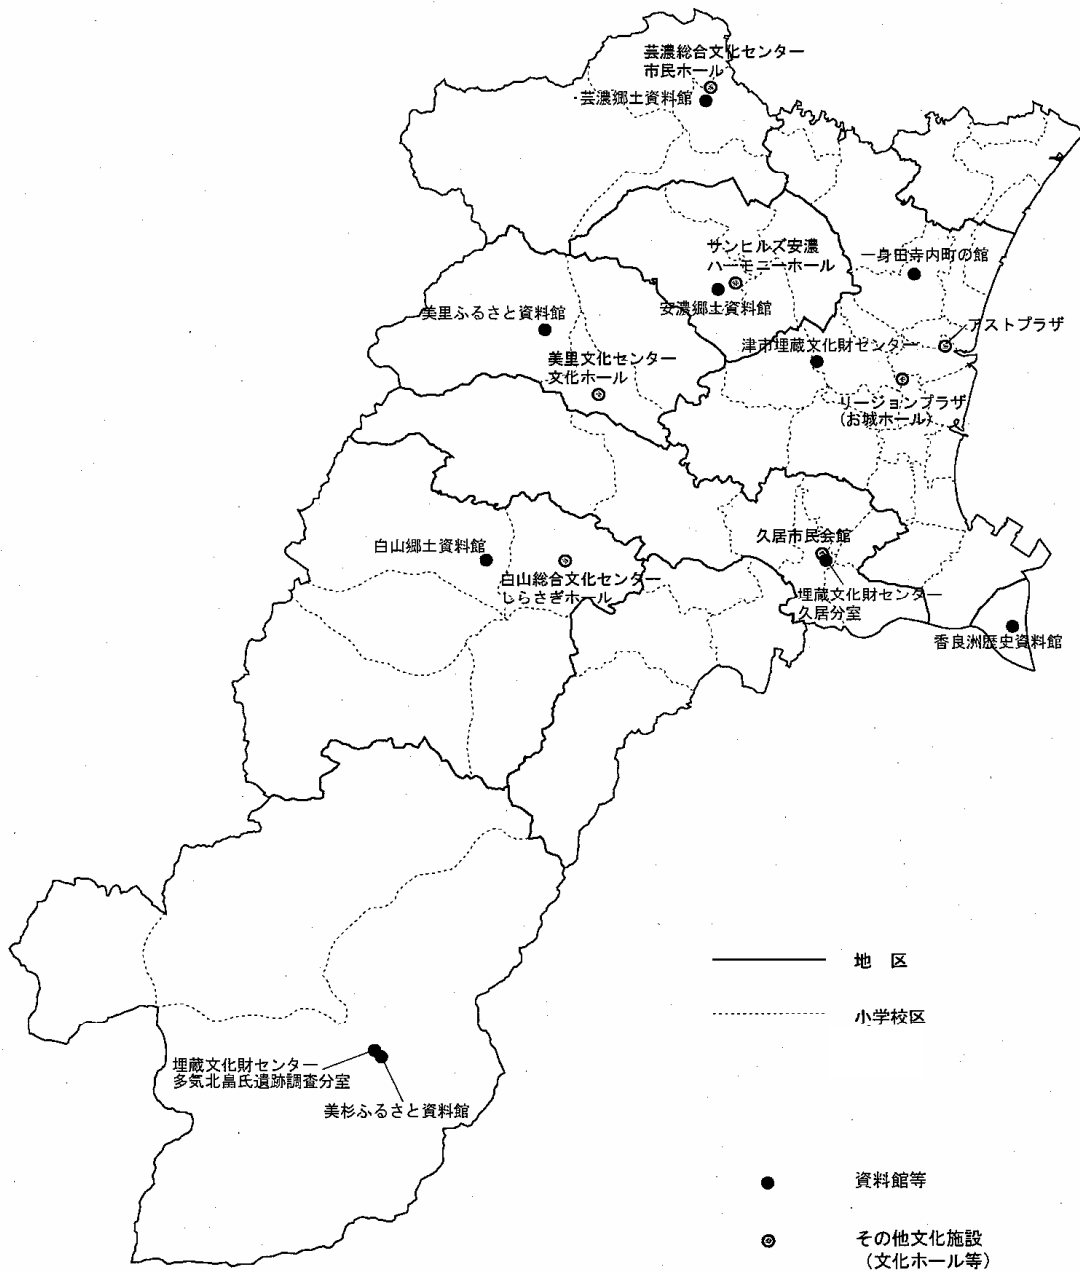 芸濃総合文化センター
市民ホール
芸濃郷土資料館
サンヒルズ安濃
ハーモニーホール
一身田寺内町の館
安濃郷土資料館
美里ふるさと資料館
アストプラザ
津市埋蔵文化財センター
美里文化センター
文化ホール
リージョンプラザ
(お城ホール)
久居市民会館
白山郷土資料館
白山総合文化センター
しらさぎホール
埋蔵文化財センター
久居分室
香良洲歴史資料館
地 区
小学校区
埋蔵文化財センター
多気北畠氏遺跡調査分室
美杉ふるさと資料館
資料館等
その他文化施設
(文化ホール等)